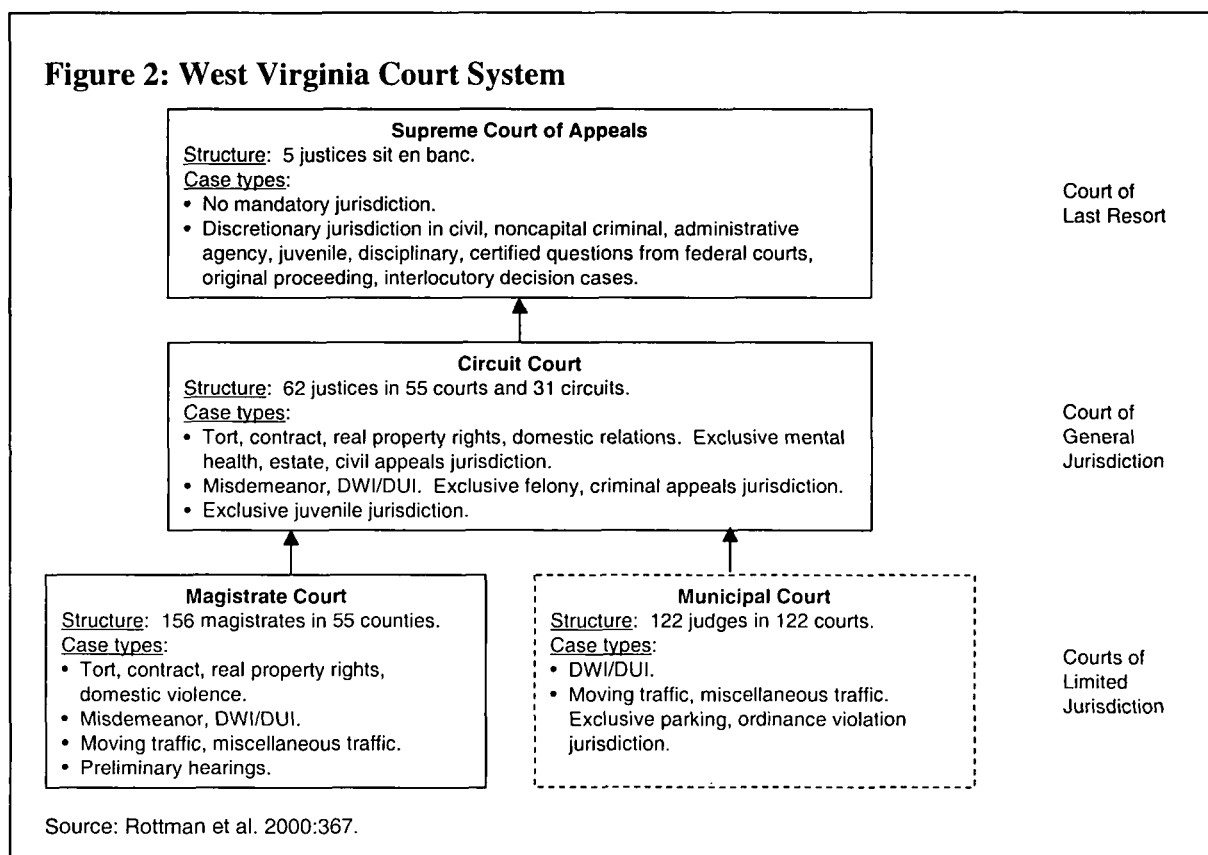 Figure 2: West Virginia Court System
Supreme Court of Appeals
Structure: 5 justices sit en banc.
Case types:
• No mandatory jurisdiction.
• Discretionary jurisdiction in civil, noncapital criminal, administrative
agency, juvenile, disciplinary, certified questions from federal courts,
original proceeding, interlocutory decision cases.
Court of
Last Resort
Circuit Court
Structure: 62 justices in 55 courts and 31 circuits.
Case types:
• Tort, contract, real property rights, domestic relations. Exclusive mental
health, estate, civil appeals jurisdiction.
• Misdemeanor, DWI/DUI. Exclusive felony, criminal appeals jurisdiction.
• Exclusive juvenile jurisdiction.
Court of
General
Jurisdiction
Magistrate Court
Structure: 156 magistrates in 55 counties.
Case types:
• Tort, contract, real property rights,
domestic violence.
• Misdemeanor, DWI/DUI.
• Moving traffic, miscellaneous traffic.
• Preliminary hearings.
Municipal Court
Structure: 122 judges in 122 courts.
Case types:
• DWI/DUI.
• Moving traffic, miscellaneous traffic.
Exclusive parking, ordinance violation
jurisdiction.
Courts of
Limited
Jurisdiction
Source: Rottman et al. 2000:367.